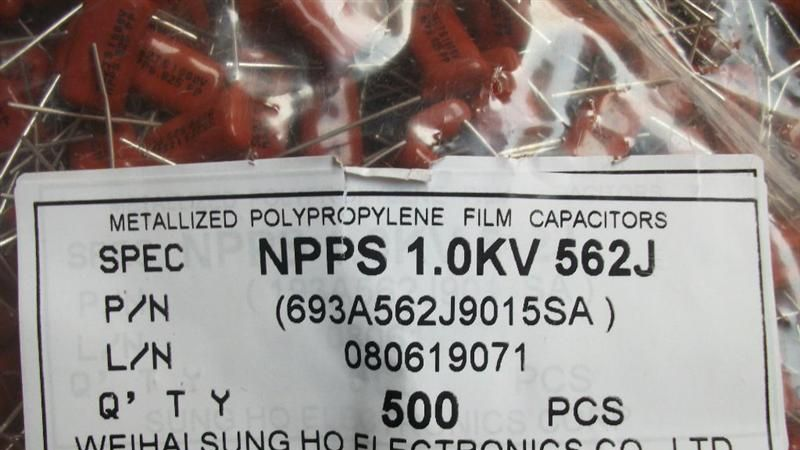 METALLIZED POLYPROPYLENE FILM CAPACITORS
SPEC NPPS 1.0KV 562J
P/N (693A562J9015SA)
L/N 080619071
Q'TY 500 PCS
WEIHAI SUNG HO ELECTRONICS CO., LTD